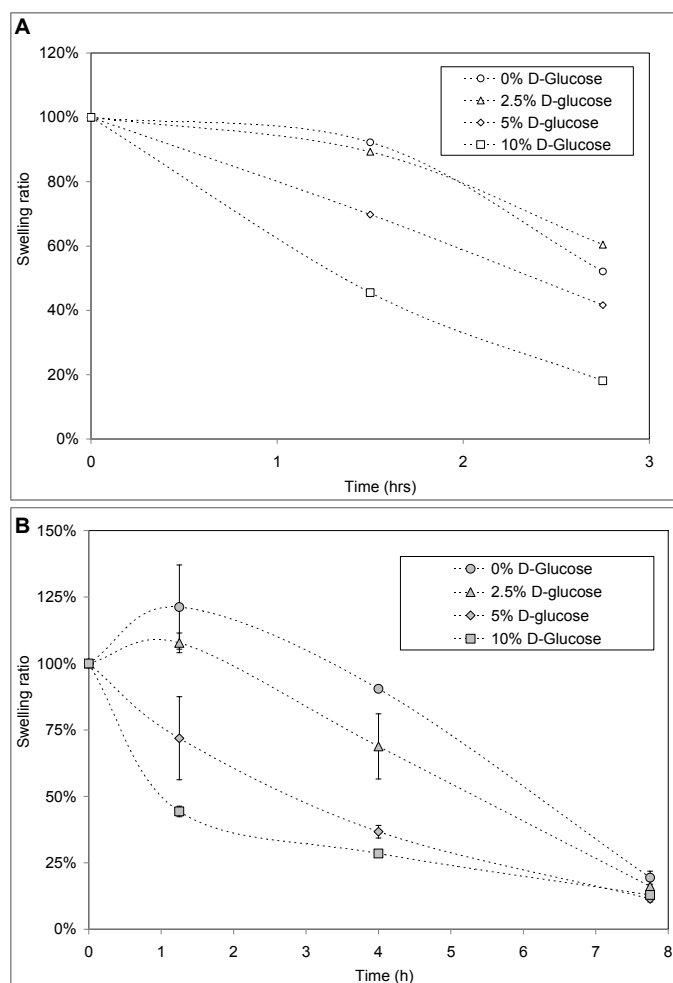 A
120%
100%
80%
60%
40%
20%
0%
Swelling ratio
0% D-Glucose
2.5% D-glucose
5% D-glucose
10% D-Glucose
0 1 2 3
Time (hrs)
B
150%
125%
100%
75%
50%
25%
0%
Swelling ratio
0% D-Glucose
2.5% D-glucose
5% D-glucose
10% D-Glucose
0 1 2 3 4 5 6 7 8
Time (h)